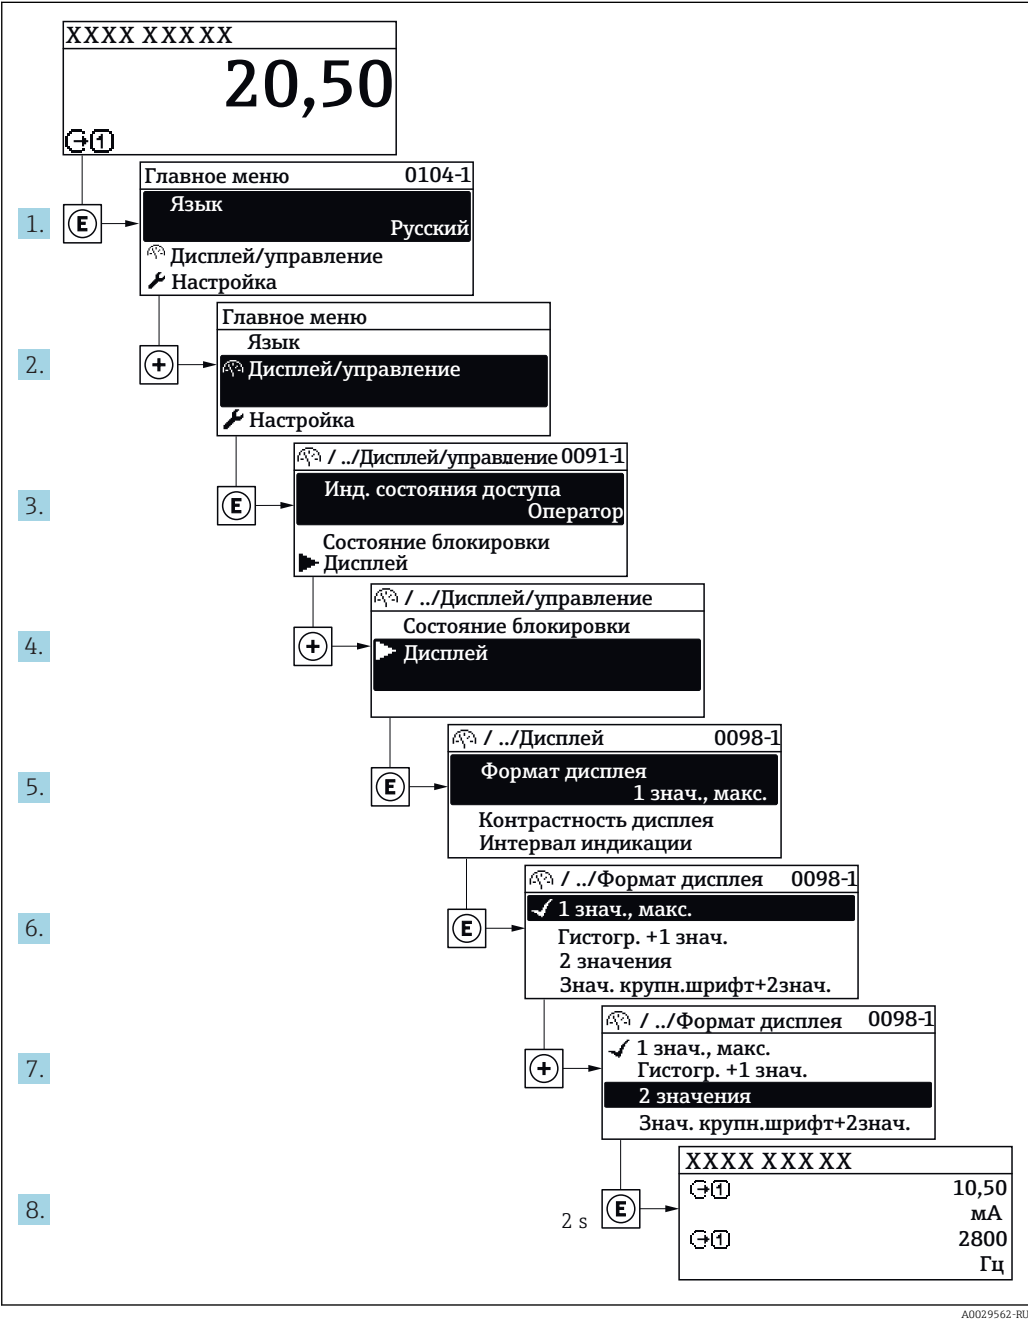 XXXX XXXXX
20,50
1
Главное меню 0104-1
1. E Язык
Русский
Дисплей/управление
Настройка
Главное меню
Язык
2. + Дисплей/управление
Настройка
/ ../Дисплей/управление 0091-1
3. E Инд. состояния доступа
Оператор
Состояние блокировки
Дисплей
/ ../Дисплей/управление
Состояние блокировки
4. + Дисплей
/ ../Дисплей 0098-1
5. E Формат дисплея
1 знач., макс.
Контрастность дисплея
Интервал индикации
/ ../Формат дисплея 0098-1
6. E 1 знач., макс.
Гистогр. +1 знач.
2 значения
Знач. крупн.шрифт+2знач.
/ ../Формат дисплея 0098-1
7. + 1 знач., макс.
Гистогр. +1 знач.
2 значения
Знач. крупн.шрифт+2знач.
XXXX XXXXX
8. 2 s E 1 10,50
мА
1 2800
Гц
A0029562-RU